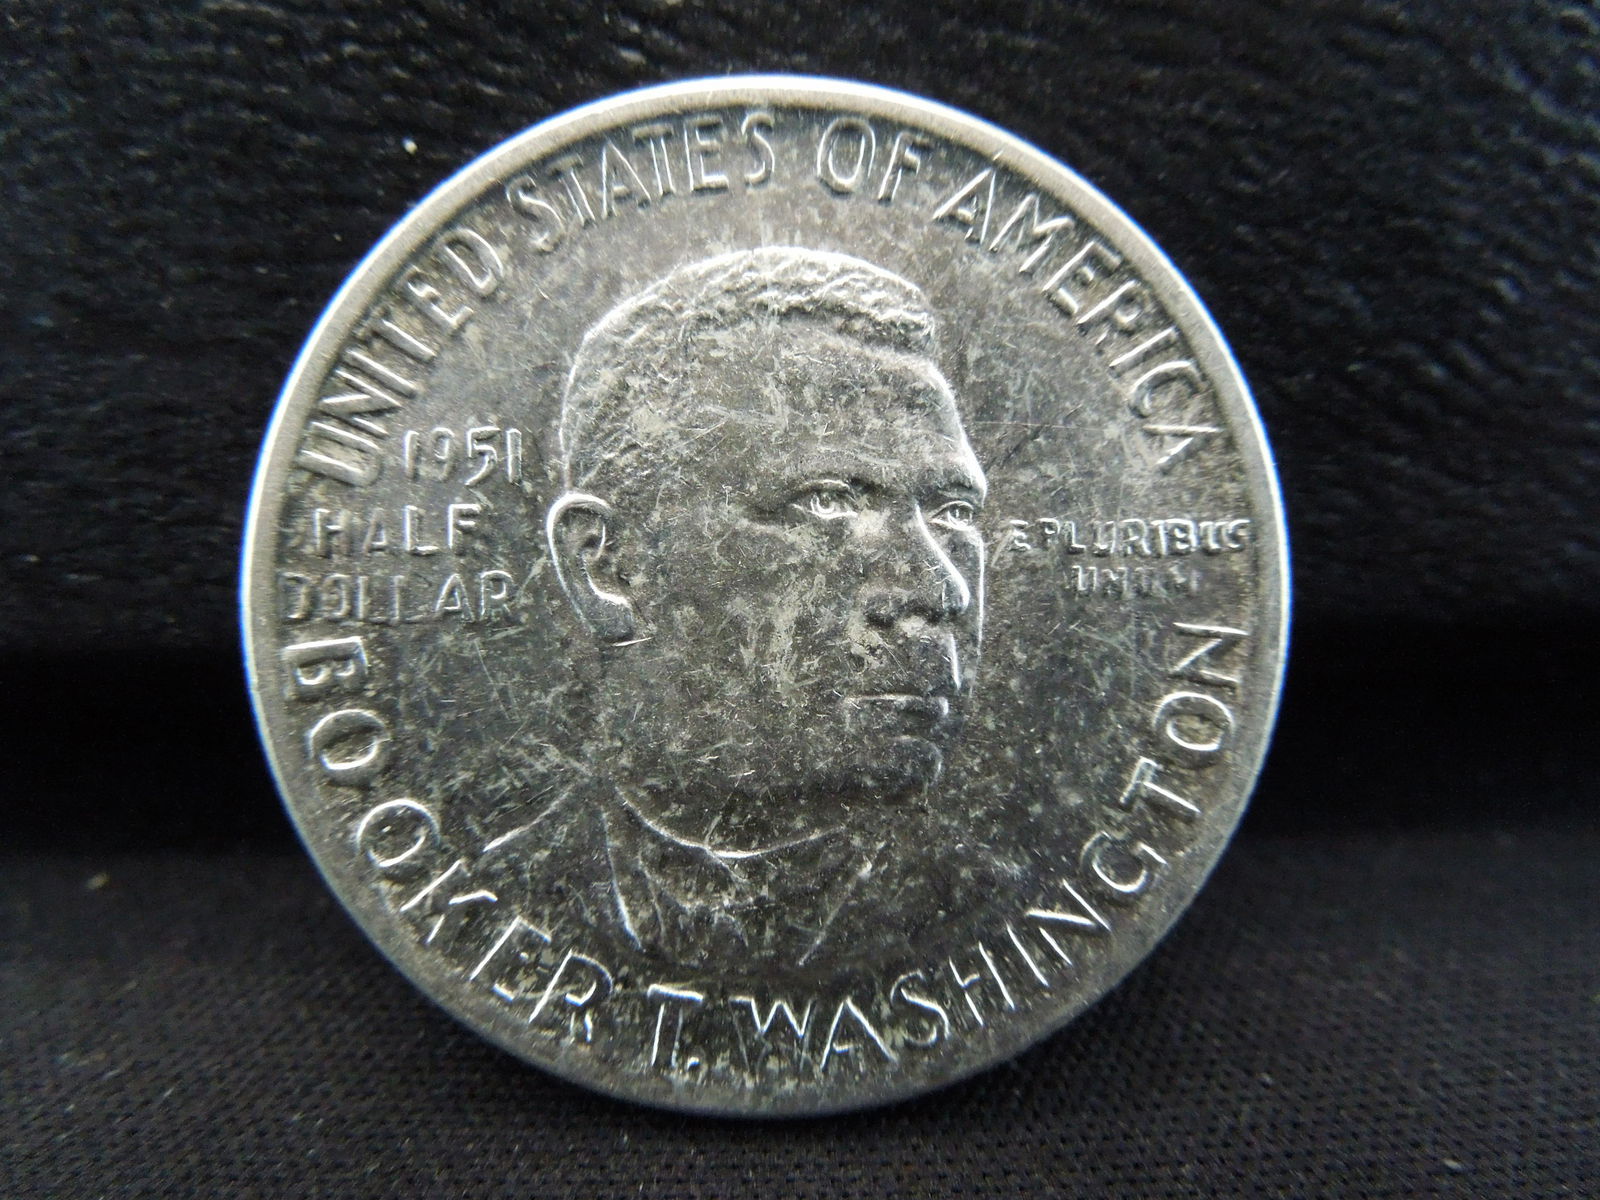 UNITED STATES OF AMERICA
1951
HALF
DOLLAR
E PLURIBUS
UNUM
BOOKER T. WASHINGTON